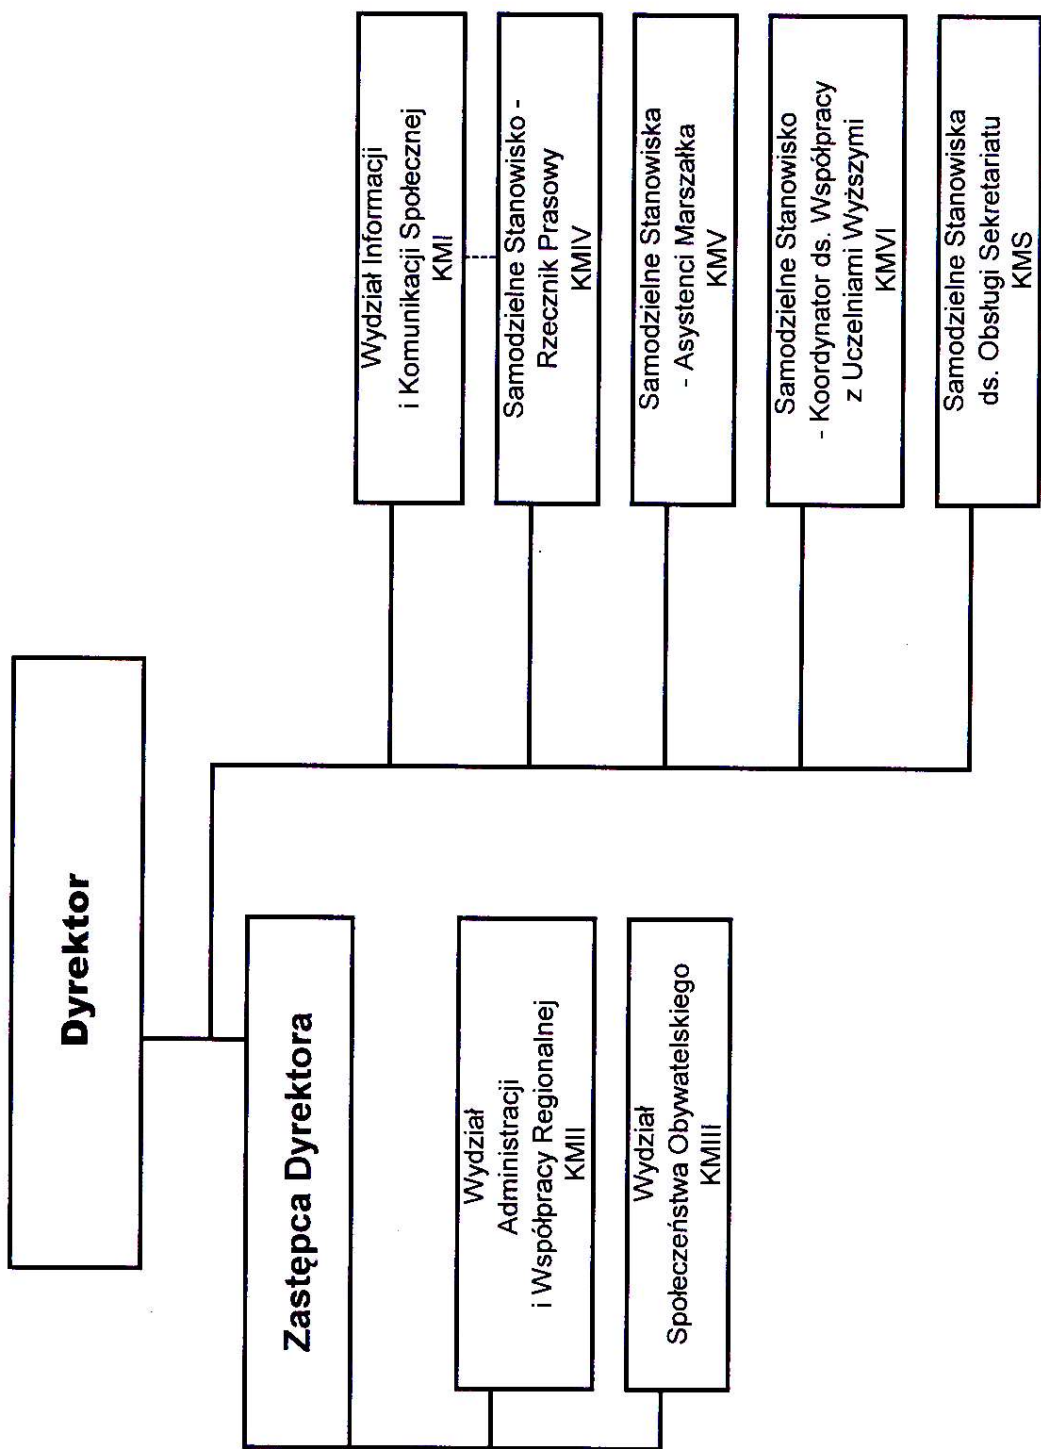 Dyrektor
Zastępca Dyrektora
Wydział
Administracji
i Współpracy Regionalnej
KMII
Wydział
Społeczeństwa Obywatelskiego
KMIII
Wydział Informacji
i Komunikacji Społecznej
KMI
Samodzielne Stanowisko -
Rzecznik Prasowy
KMIV
Samodzielne Stanowiska
- Asystenci Marszałka
KMV
Samodzielne Stanowisko
- Koordynator ds. Współpracy
z Uczelniami Wyższymi
KMVI
Samodzielne Stanowiska
ds. Obsługi Sekretariatu
KMS